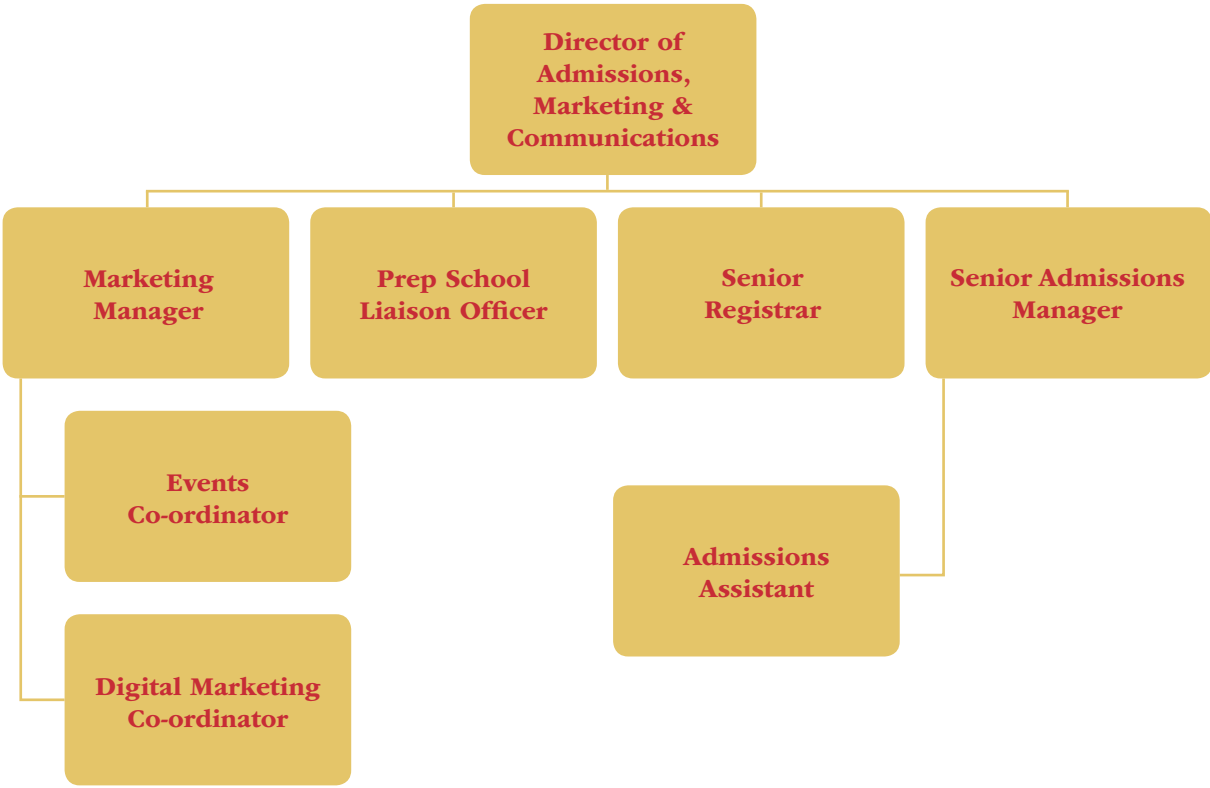 Director of
Admissions,
Marketing &
Communications
Marketing
Manager
Prep School
Liaison Officer
Senior
Registrar
Senior Admissions
Manager
Events
Co-ordinator
Admissions
Assistant
Digital Marketing
Co-ordinator